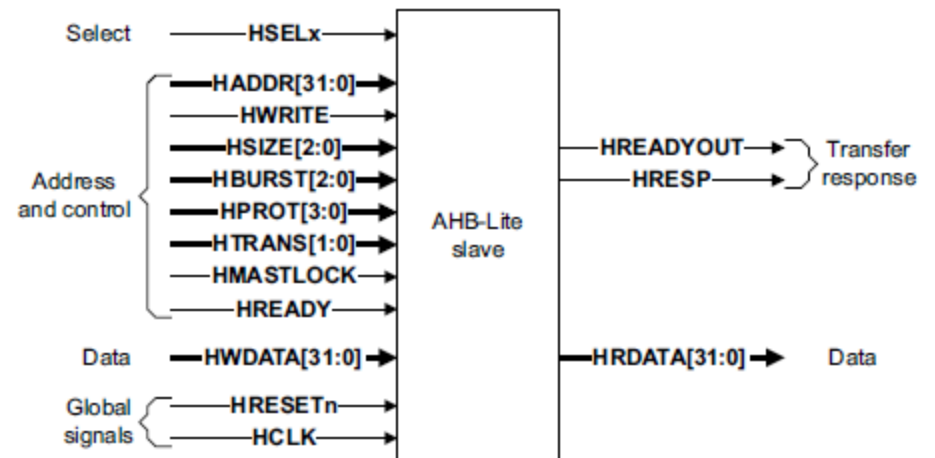 Select
HSELx
HADDR[31:0]
HWRITE
HSIZE[2:0]
HBURST[2:0]
HPROT[3:0]
HTRANS[1:0]
HMASTLOCK
HREADY
Address
and control
Data
HWDATA[31:0]
Global
signals
HRESETn
HCLK
AHB-Lite
slave
HREADYOUT
HRESP
Transfer
response
HRDATA[31:0]
Data